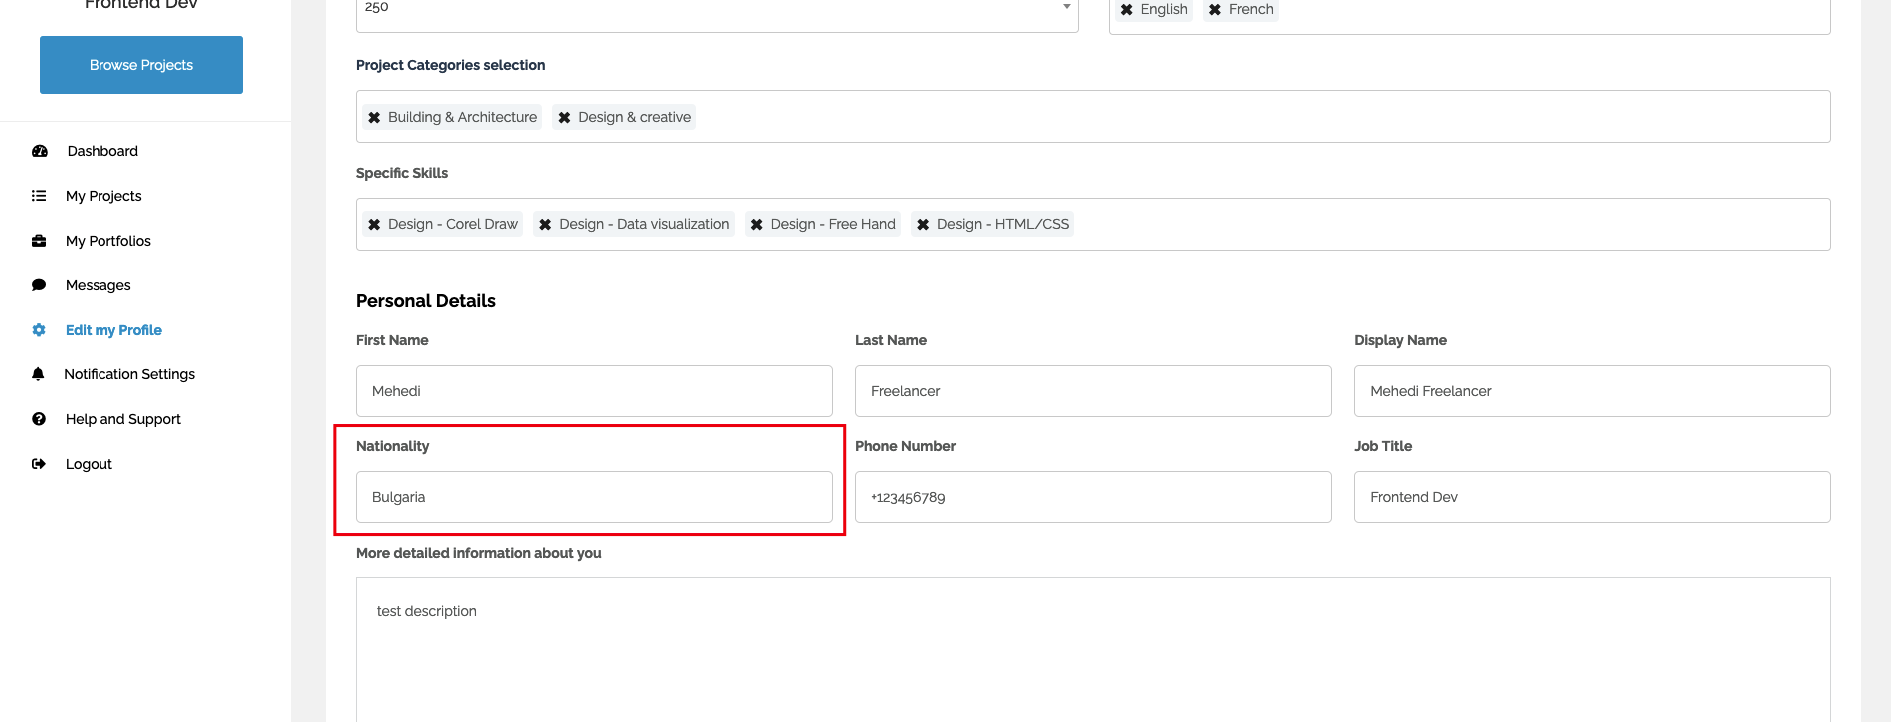 Frontend Dev
Browse Projects
Dashboard
My Projects
My Portfolios
Messages
Edit my Profile
Notification Settings
Help and Support
Logout
250
English French
Project Categories selection
Building & Architecture Design & creative
Specific Skills
Design - Corel Draw Design - Data visualization Design - Free Hand Design - HTML/CSS
Personal Details
First Name Last Name Display Name
Mehedi Freelancer Mehedi Freelancer
Nationality Phone Number Job Title
Bulgaria +123456789 Frontend Dev
More detailed information about you
test description